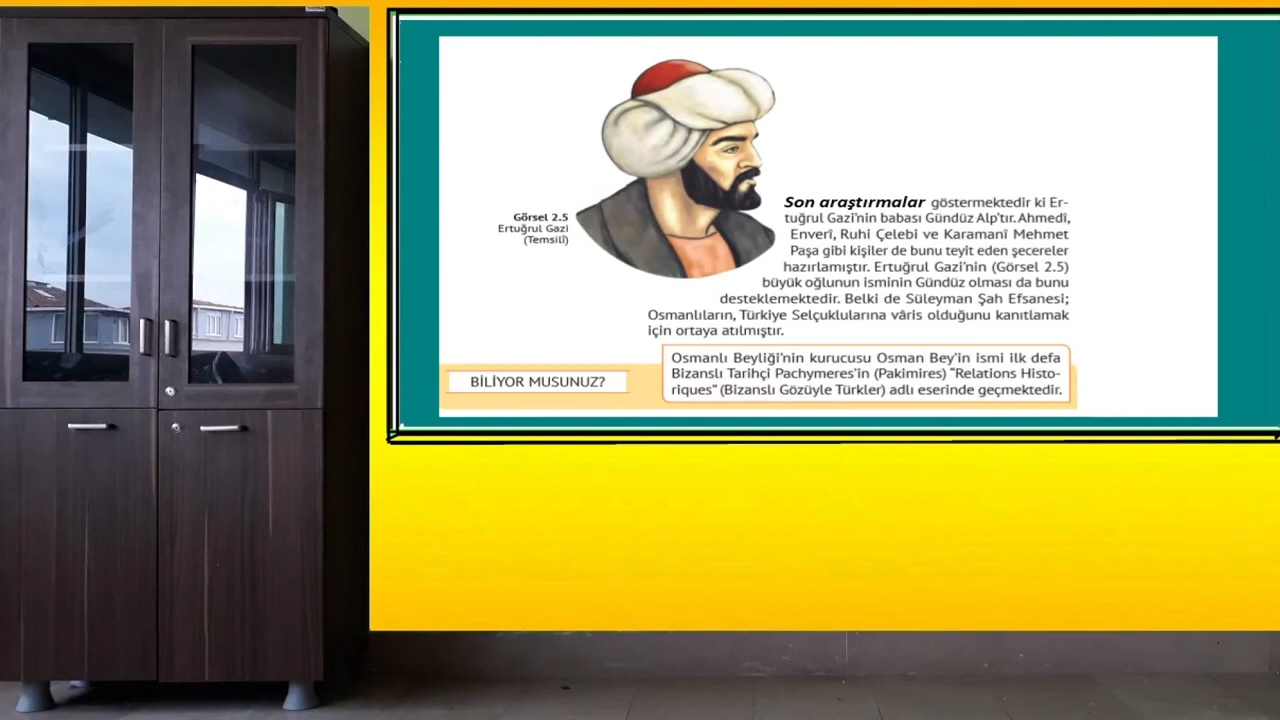 Görsel 2.5
Ertuğrul Gazi
(Temsilî)
Son araştırmalar göstermektedir ki Er-
tuğrul Gazi'nin babası Gündüz Alp'tır. Ahmedî,
Enverî, Ruhi Çelebi ve Karamanî Mehmet
Paşa gibi kişiler de bunu teyit eden şecereler
hazırlamıştır. Ertuğrul Gazi'nin (Görsel 2.5)
büyük oğlunun isminin Gündüz olması da bunu
desteklemektedir. Belki de Süleyman Şah Efsanesi;
Osmanlıların, Türkiye Selçuklularına vâris olduğunu kanıtlamak
için ortaya atılmıştır.
BİLİYOR MUSUNUZ?
Osmanlı Beyliği'nin kurucusu Osman Bey'in ismi ilk defa
Bizanslı Tarihçi Pachymeres'in (Pakimires) "Relations Histo-
riques" (Bizanslı Gözüyle Türkler) adlı eserinde geçmektedir.